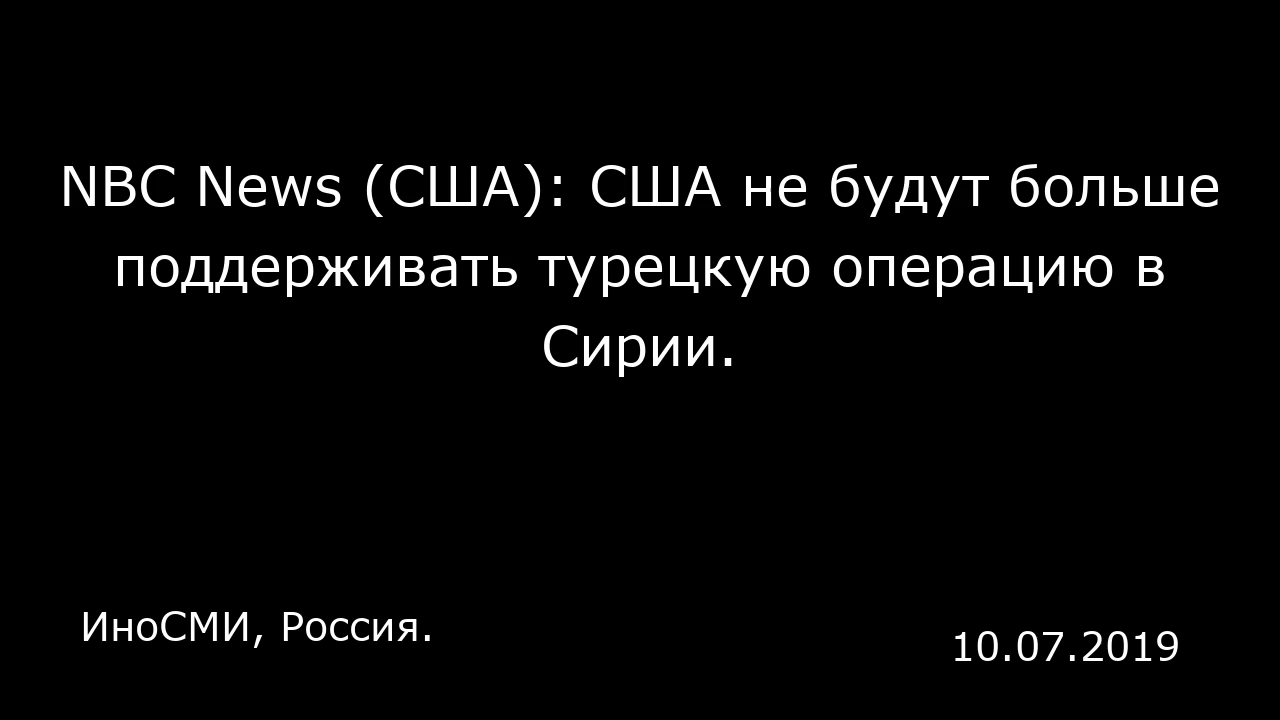 NBC News (США): США не будут больше
поддерживать турецкую операцию в
Сирии.
ИноСМИ, Россия.
10.07.2019